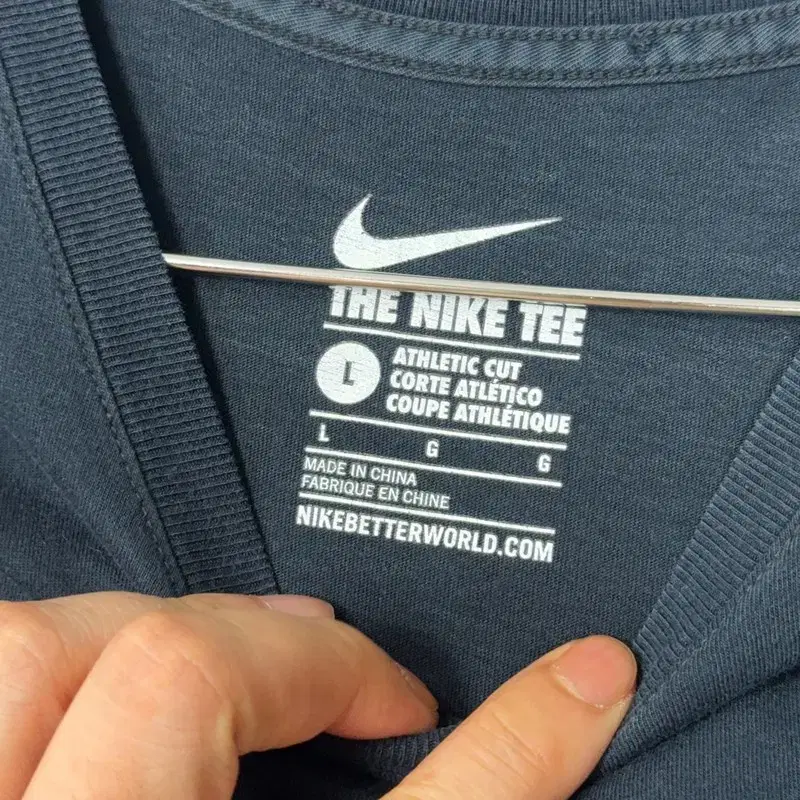 THE NIKE TEE
L
ATHLETIC CUT
CORTE ATLÉTICO
COUPE ATHLÉTIQUE
L G G
MADE IN CHINA
FABRIQUE EN CHINE
NIKEBETTERWORLD.COM